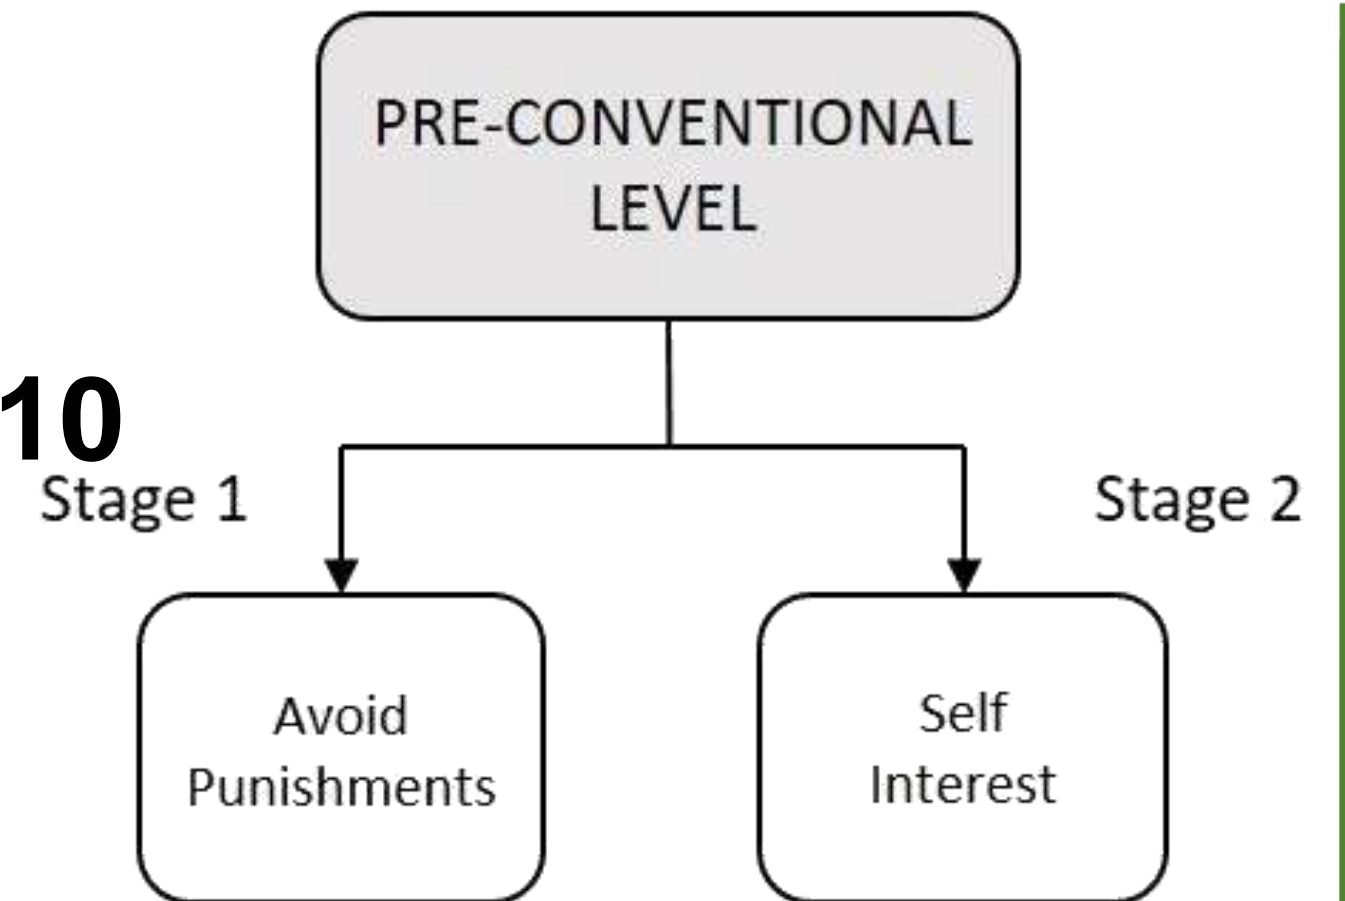 PRE-CONVENTIONAL
LEVEL
10
Stage 1
Stage 2
Avoid
Punishments
Self
Interest